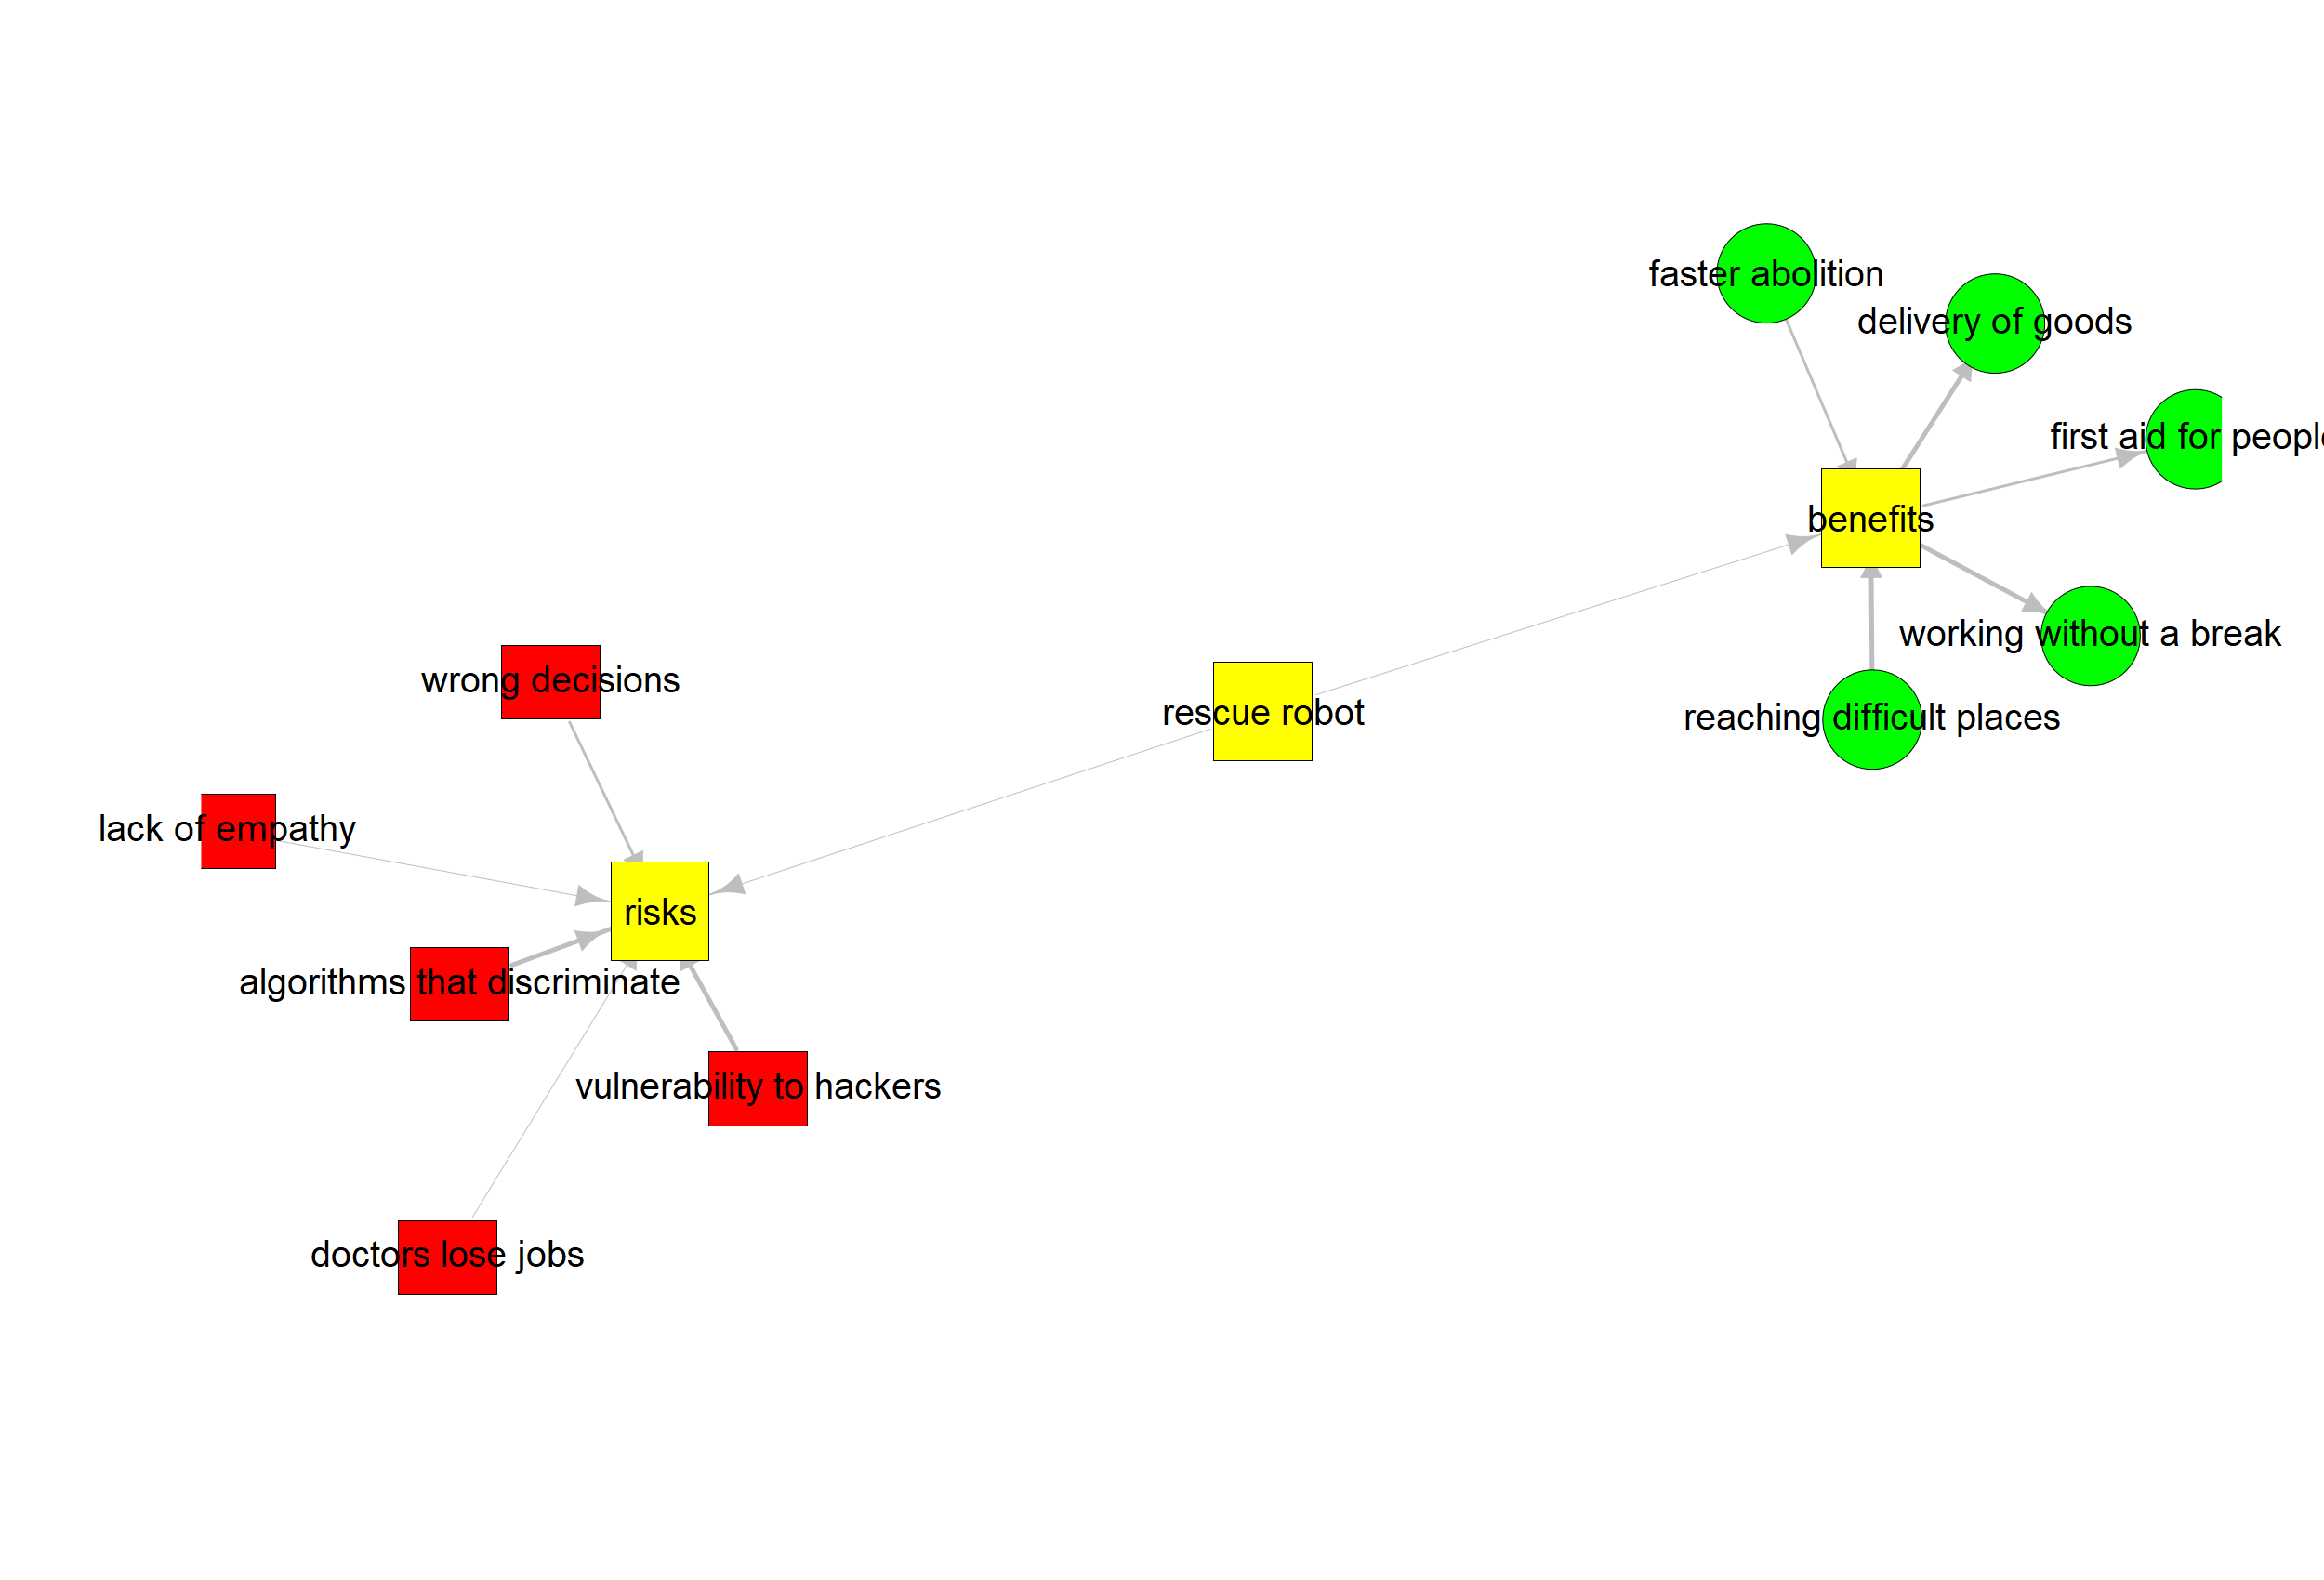 faster abolition
delivery of goods
first aid for people
benefits
working without a break
wrong decisions
rescue robot
reaching difficult places
lack of empathy
risks
algorithms that discriminate
vulnerability to hackers
doctors lose jobs